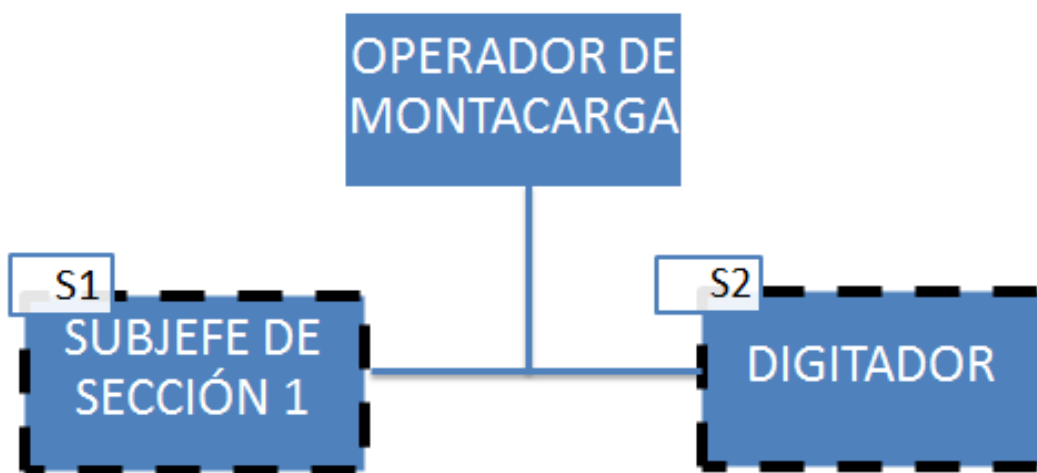 OPERADOR DE
MONTACARGA
S1
SUBJEFE DE
SECCIÓN 1
S2
DIGITADOR